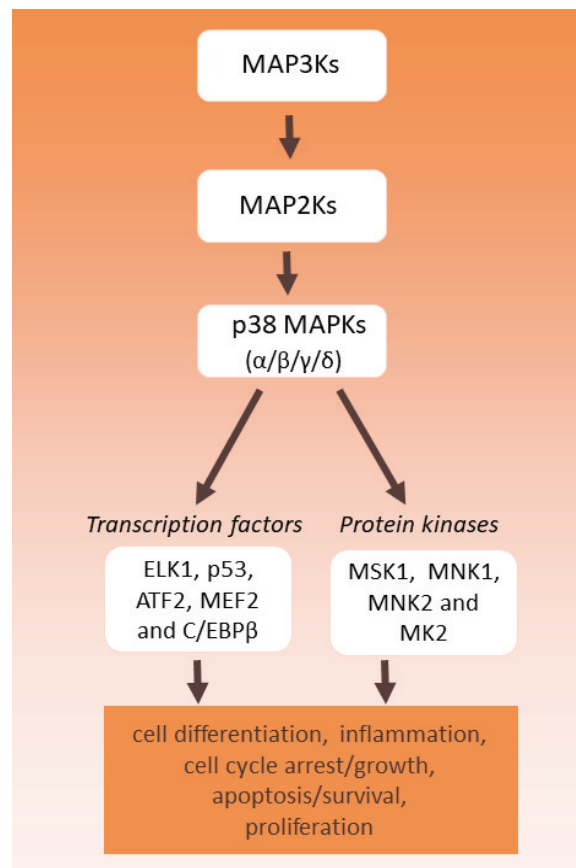 MAP3Ks
MAP2Ks
p38 MAPKs
(α/β/γ/δ)
Transcription factors
ELK1, p53,
ATF2, MEF2
and C/EBPβ
Protein kinases
MSK1, MNK1,
MNK2 and
MK2
cell differentiation, inflammation,
cell cycle arrest/growth,
apoptosis/survival,
proliferation